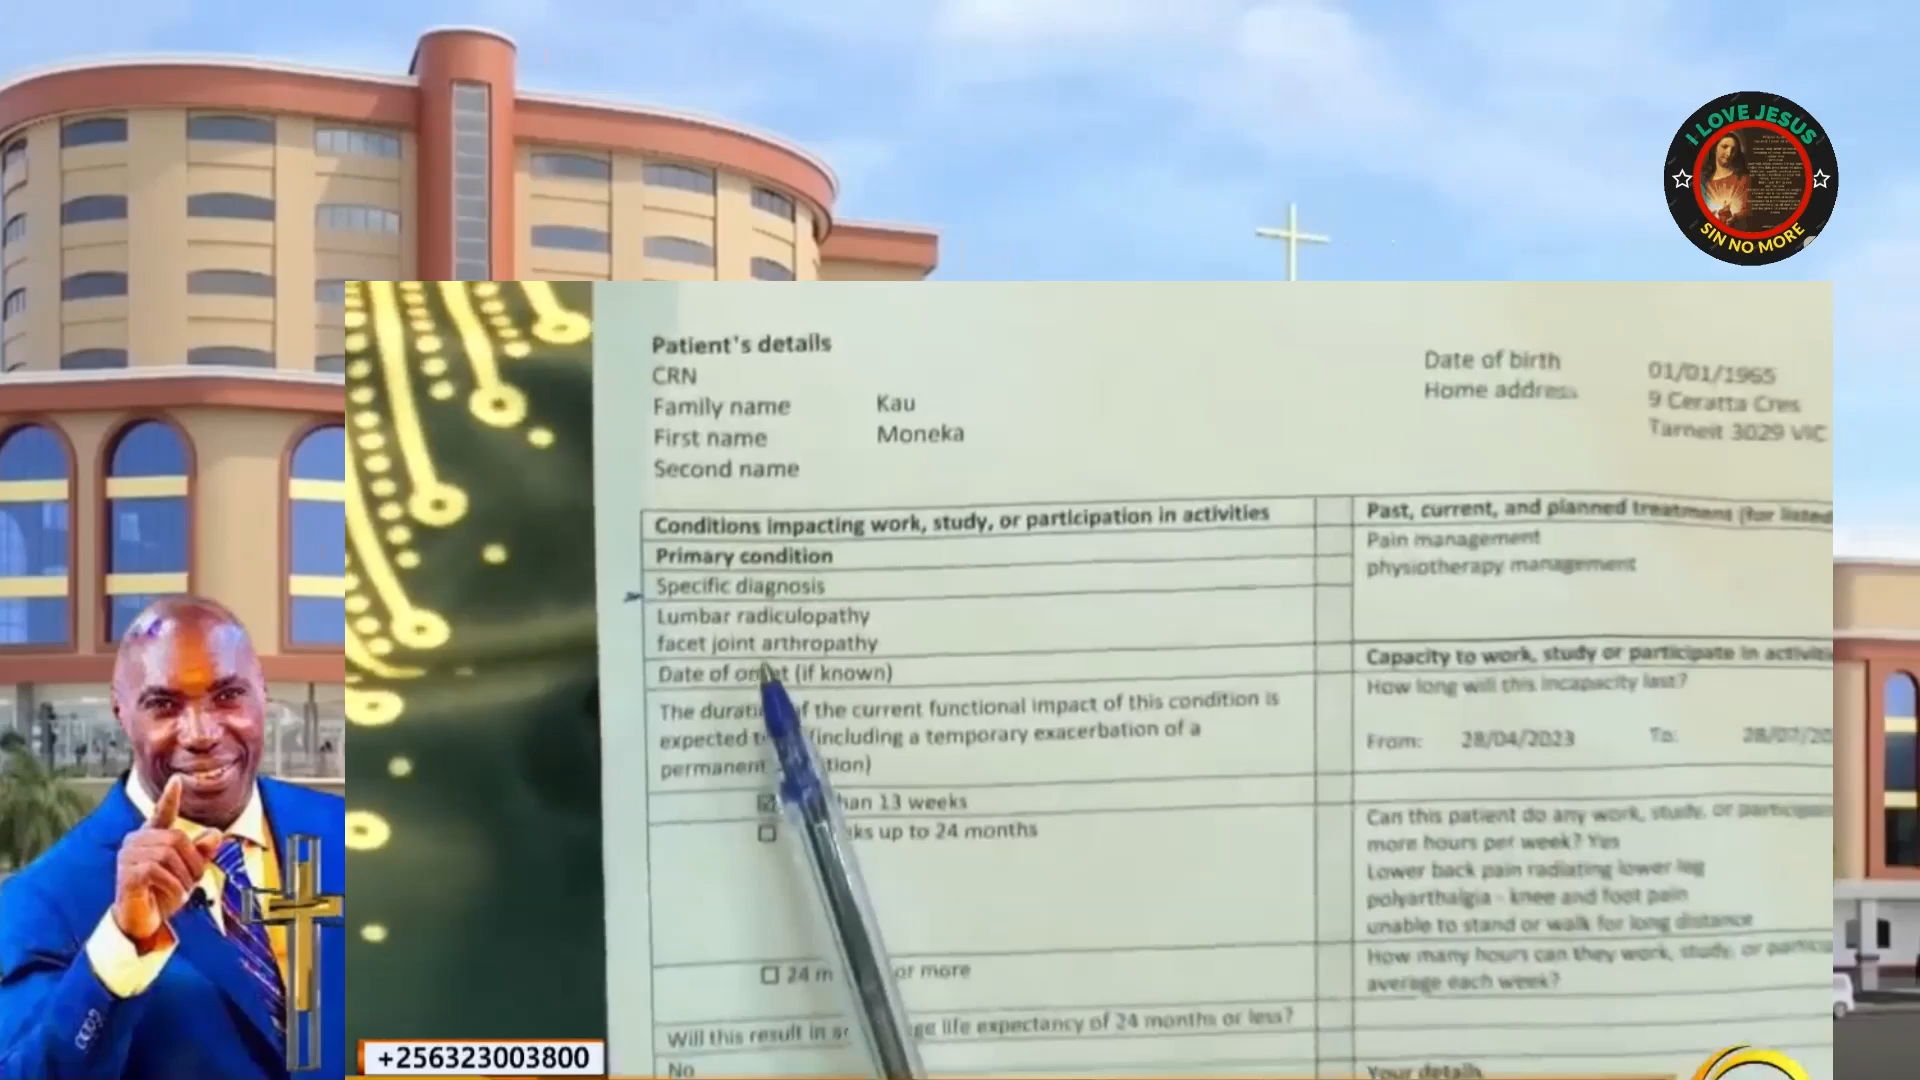 I LOVE JESUS
SIN NO MORE
Patient's details
CRN
Family name Kau
First name Moneka
Second name
Date of birth 01/01/1965
Home address 9 Ceratta Cres
Tarneit 3029 VIC
Conditions impacting work, study, or participation in activities
Primary condition
Specific diagnosis
Lumbar radiculopathy
facet joint arthropathy
Date of onset (if known)
The duration of the current functional impact of this condition is
expected (including a temporary exacerbation of a
permanent
than 13 weeks
up to 24 months
24 m or more
Will this result in life expectancy of 24 months or less?
No
Past, current, and planned treatment (for listed
Pain management
physiotherapy management
Capacity to work, study or participate in
How long will this incapacity last?
From: 28/04/2023 To:
Can this patient do any work, study, or
more hours per week? Yes
Lower back pain radiating lower leg
polyarthalgia - knee and foot pain
unable to stand or walk for long distance
How many hours can they work, study, or
average each week?
Your details
+256323003800